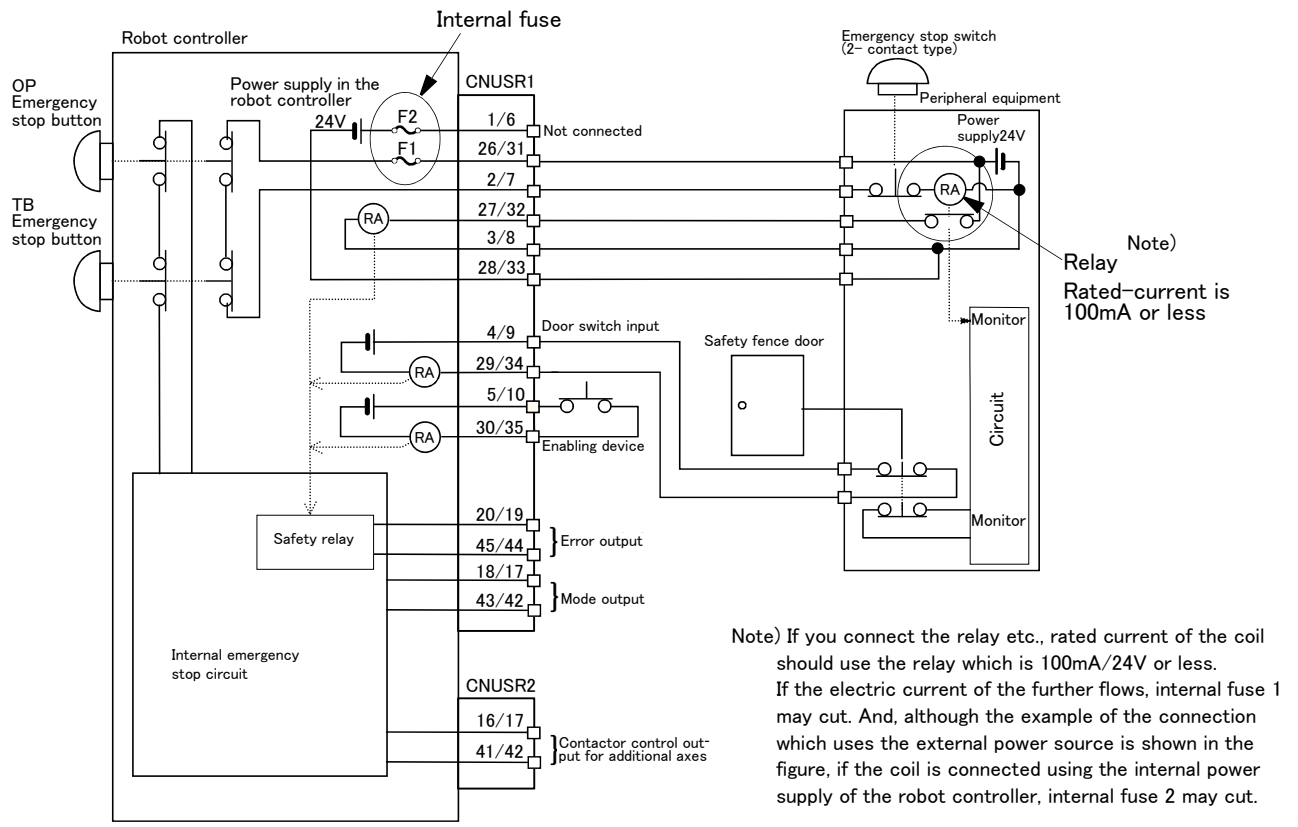 Internal fuse
Robot controller
OP
Emergency
stop button
Power supply in the
robot controller
24V
F2
F1
CNUSR1
1/6
Not connected
26/31
2/7
27/32
RA
3/8
28/33
TB
Emergency
stop button
4/9
Door switch input
29/34
RA
5/10
30/35
RA
Enabling device
Safety relay
20/19
45/44
Error output
18/17
43/42
Mode output
Internal emergency
stop circuit
CNUSR2
16/17
41/42
Contactor control out-
put for additional axes
Emergency stop switch
(2- contact type)
Peripheral equipment
Power
supply24V
RA
Note)
Relay
Rated-current is
100mA or less
Safety fence door
Monitor
Circuit
Monitor
Note) If you connect the relay etc., rated current of the coil
should use the relay which is 100mA/24V or less.
If the electric current of the further flows, internal fuse 1
may cut. And, although the example of the connection
which uses the external power source is shown in the
figure, if the coil is connected using the internal power
supply of the robot controller, internal fuse 2 may cut.